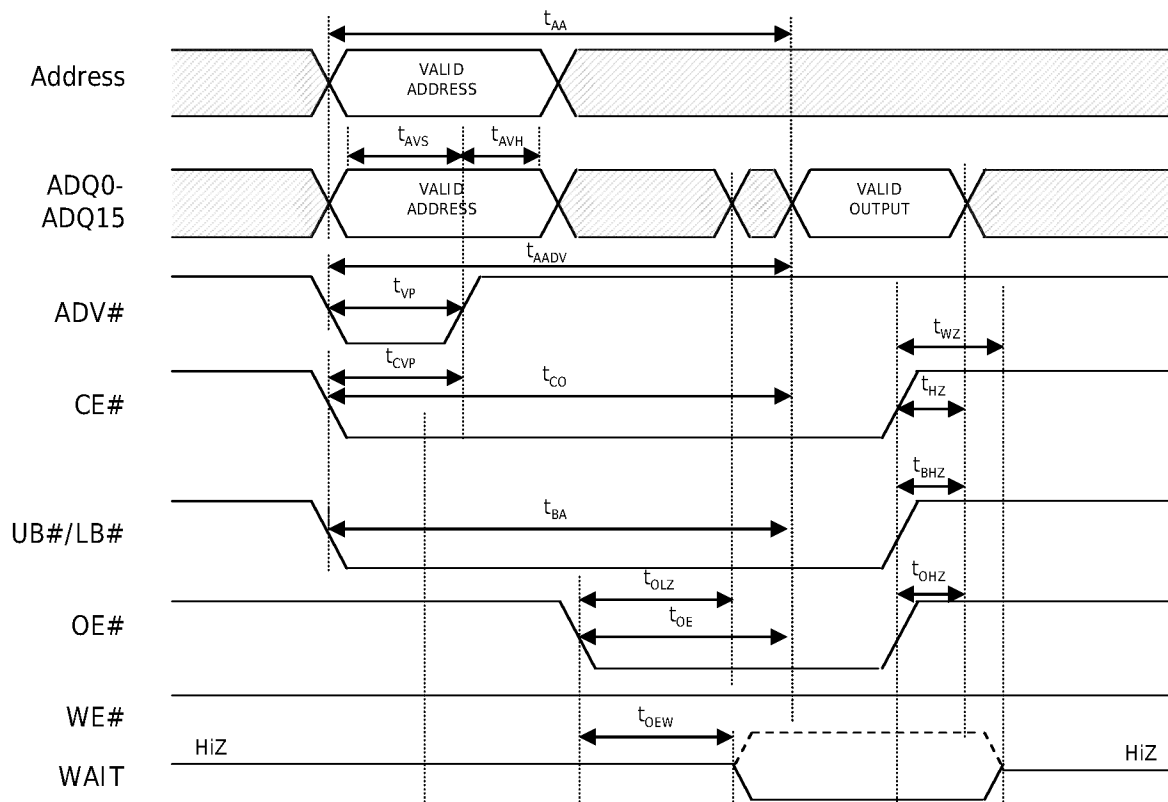 tAA
Address
VALID
ADDRESS
tAVS
tAVH
ADQ0-
ADQ15
VALID
ADDRESS
VALID
OUTPUT
tAADV
ADV#
tVP
tWZ
tCVP
tCO
CE#
tHZ
tBHZ
UB#/LB#
tBA
tOLZ
tOHZ
OE#
tOE
WE#
tOEW
HiZ
HiZ
WAIT